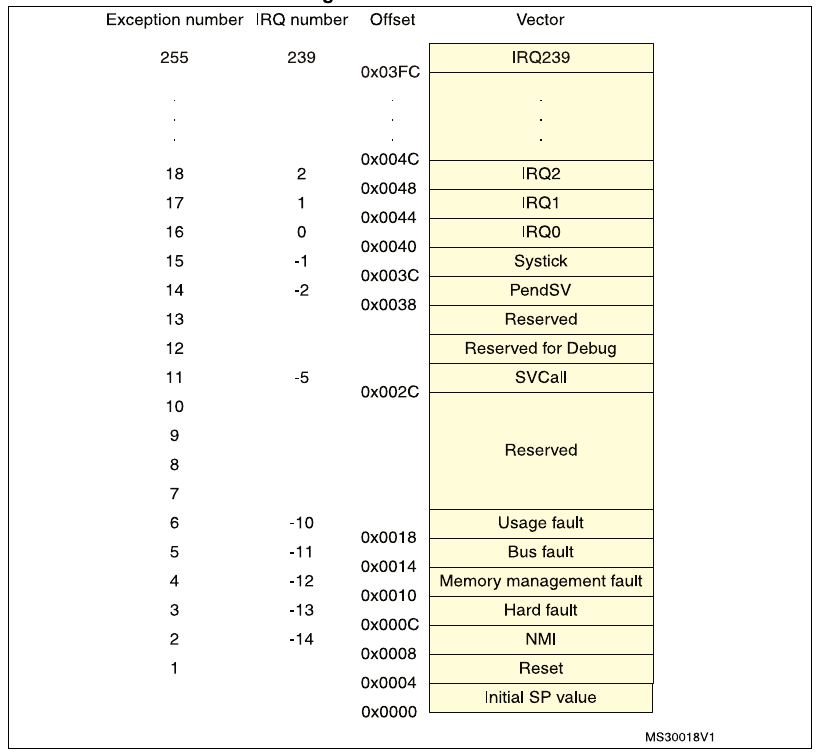 Exception number IRQ number Offset Vector
255 239 IRQ239
0x03FC
. . .
. . .
. . .
0x004C
18 2 IRQ2
0x0048
17 1 IRQ1
0x0044
16 0 IRQ0
0x0040
15 -1 Systick
0x003C
14 -2 PendSV
0x0038
13 Reserved
12 Reserved for Debug
11 -5 SVCall
0x002C
10
9
Reserved
8
7
6 -10 Usage fault
0x0018
5 -11 Bus fault
0x0014
4 -12 Memory management fault
0x0010
3 -13 Hard fault
0x000C
2 -14 NMI
0x0008
1 Reset
0x0004
Initial SP value
0x0000
MS30018V1